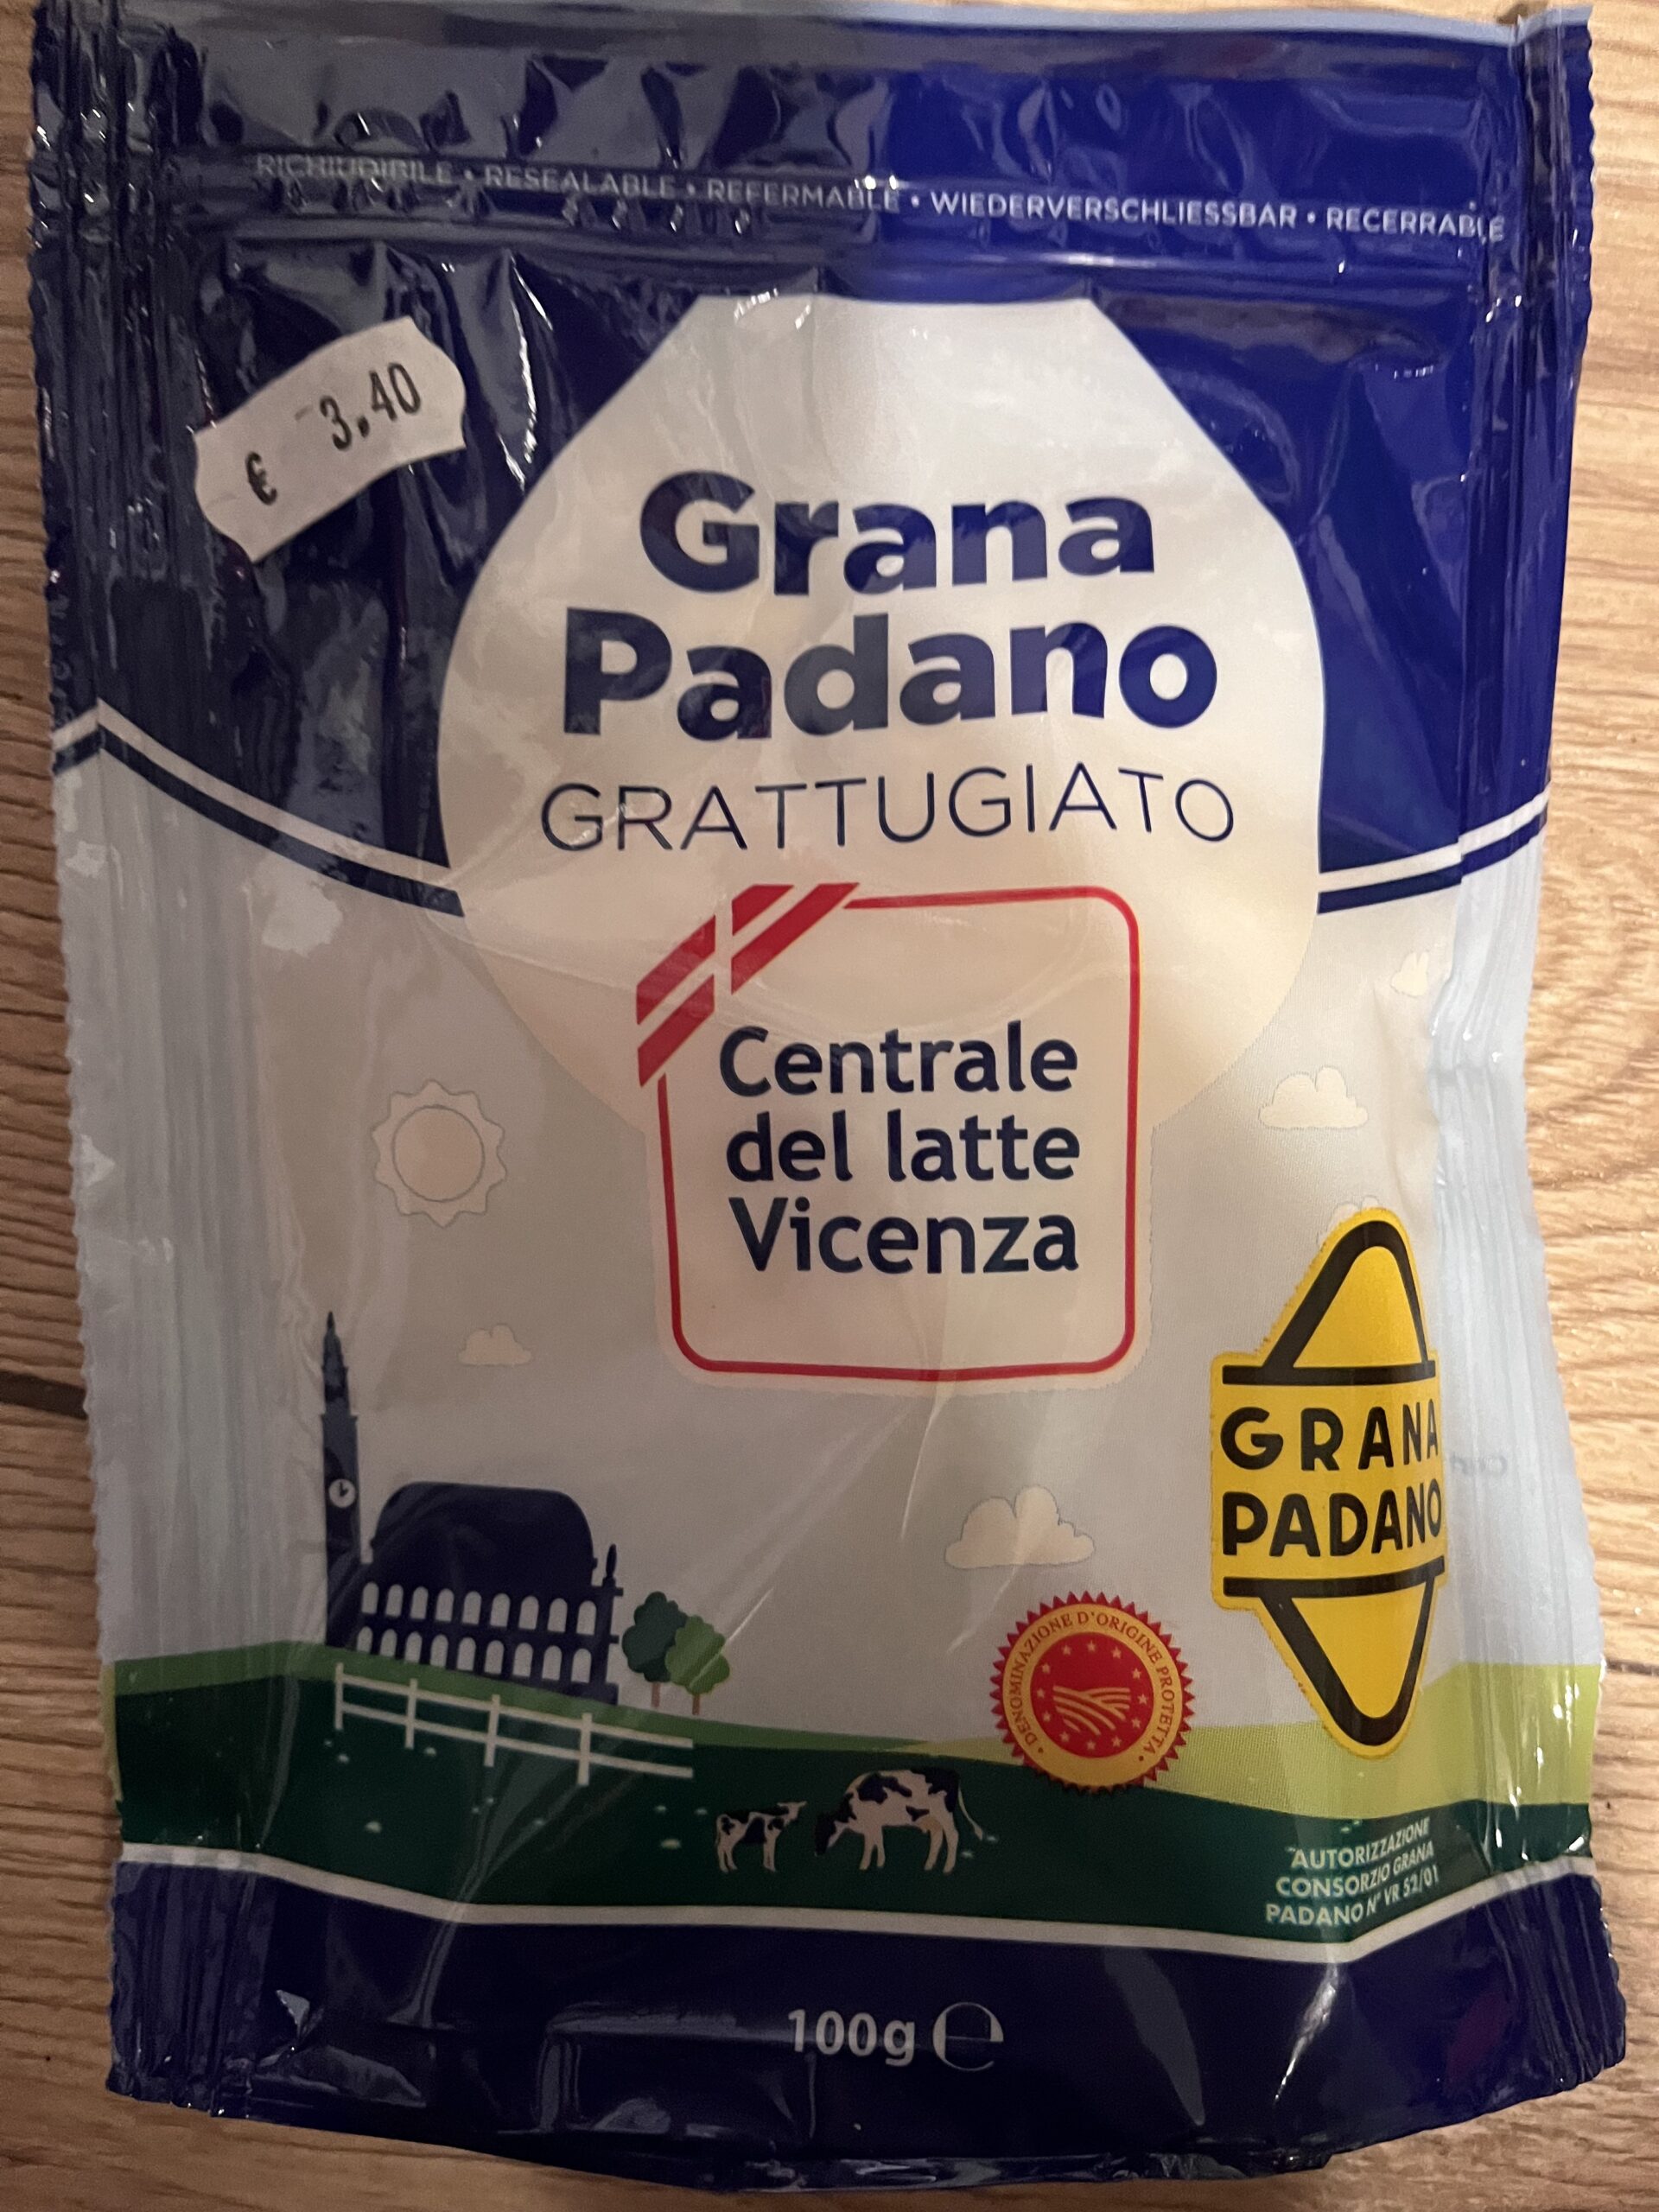 RICHIUDIBILE • RESEALABLE • REFERMABLE • WIEDERVERSCHLIESSBAR • RECERRABLE
€ 3.40
Grana
Padano
GRATTUGIATO
Centrale
del latte
Vicenza
GRANA
PADANO
• DENOMINAZIONE D'ORIGINE PROTETTA •
AUTORIZZAZIONE
CONSORZIO GRANA
PADANO N° VR 52/01
100g ℮